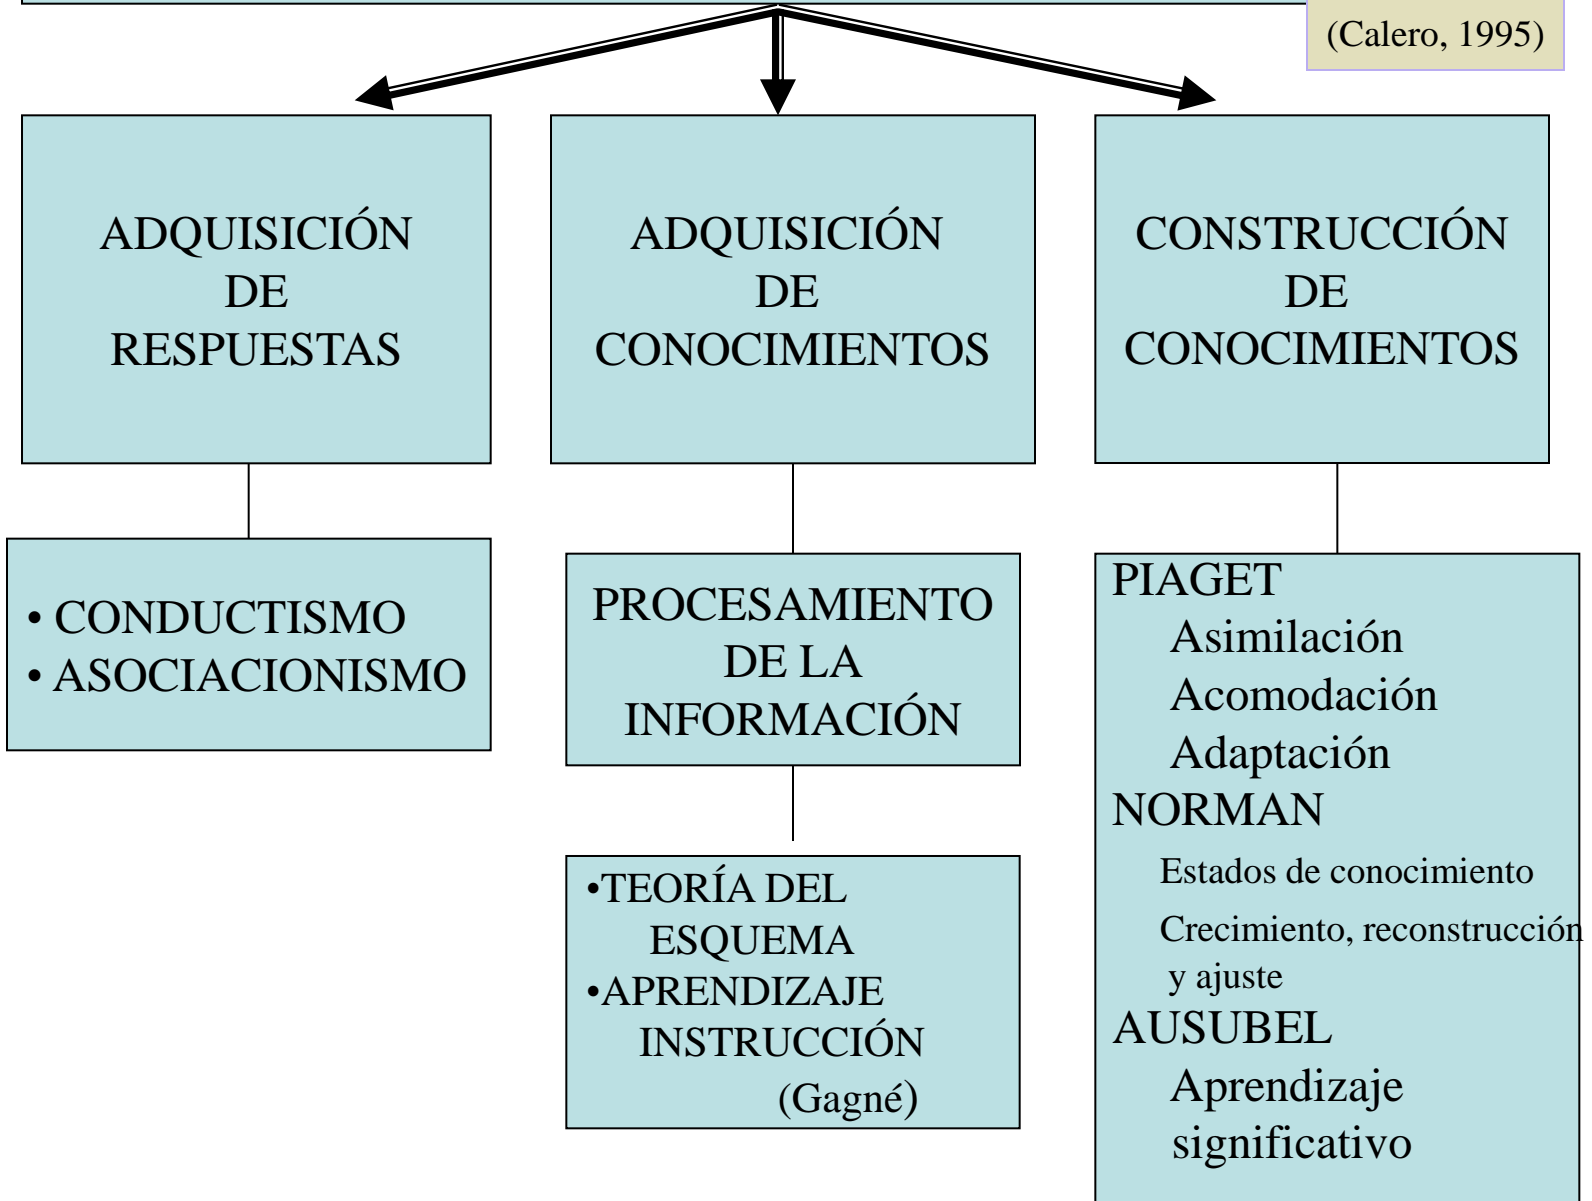 (Calero, 1995)
ADQUISICIÓN
DE
RESPUESTAS
ADQUISICIÓN
DE
CONOCIMIENTOS
CONSTRUCCIÓN
DE
CONOCIMIENTOS
• CONDUCTISMO
• ASOCIACIONISMO
PROCESAMIENTO
DE LA
INFORMACIÓN
•TEORÍA DEL
ESQUEMA
•APRENDIZAJE
INSTRUCCIÓN
(Gagné)
PIAGET
Asimilación
Acomodación
Adaptación
NORMAN
Estados de conocimiento
Crecimiento, reconstrucción
y ajuste
AUSUBEL
Aprendizaje
significativo